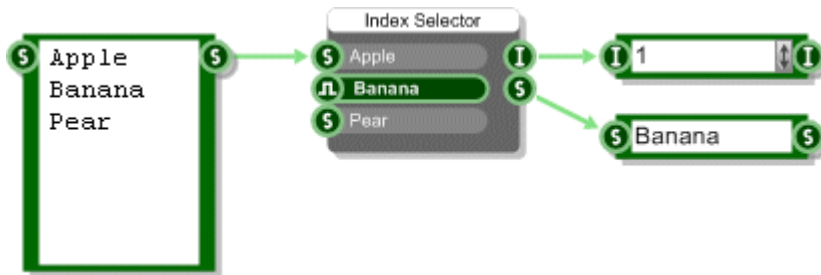 Index Selector
S Apple S
Banana
Pear
S Apple I
Banana S
S Pear
I 1 I
S Banana S